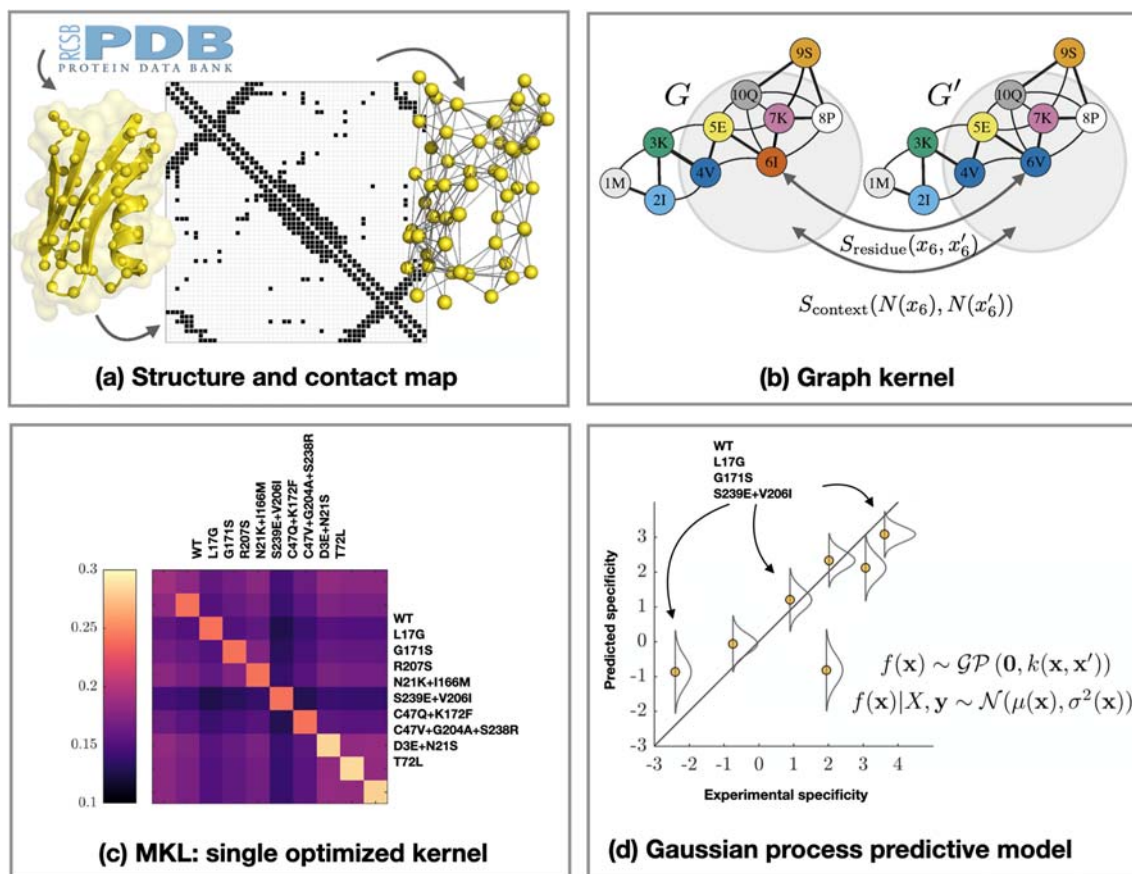 RCSB
PDB
PROTEIN DATA BANK
(a) Structure and contact map
G
9S
10Q
7K
8P
5E
3K
6I
4V
1M
2I
G′
9S
10Q
7K
8P
5E
3K
6V
4V
1M
2I
S_residue(x_6, x′_6)
S_context(N(x_6), N(x′_6))
(b) Graph kernel
WT
L17G
G171S
R207S
N21K+I166M
S239E+V206I
C47Q+K172F
C47V+G204A+S238R
D3E+N21S
T72L
0.3
0.2
0.15
0.1
WT
L17G
G171S
R207S
N21K+I166M
S239E+V206I
C47Q+K172F
C47V+G204A+S238R
D3E+N21S
T72L
(c) MKL: single optimized kernel
WT
L17G
G171S
S239E+V206I
Predicted specificity
3
2
1
0
-1
-2
-3
-3 -2 -1 0 1 2 3 4
Experimental specificity
f(x) ∼ GP(0, k(x, x′))
f(x)|X, y ∼ N(μ(x), σ²(x))
(d) Gaussian process predictive model